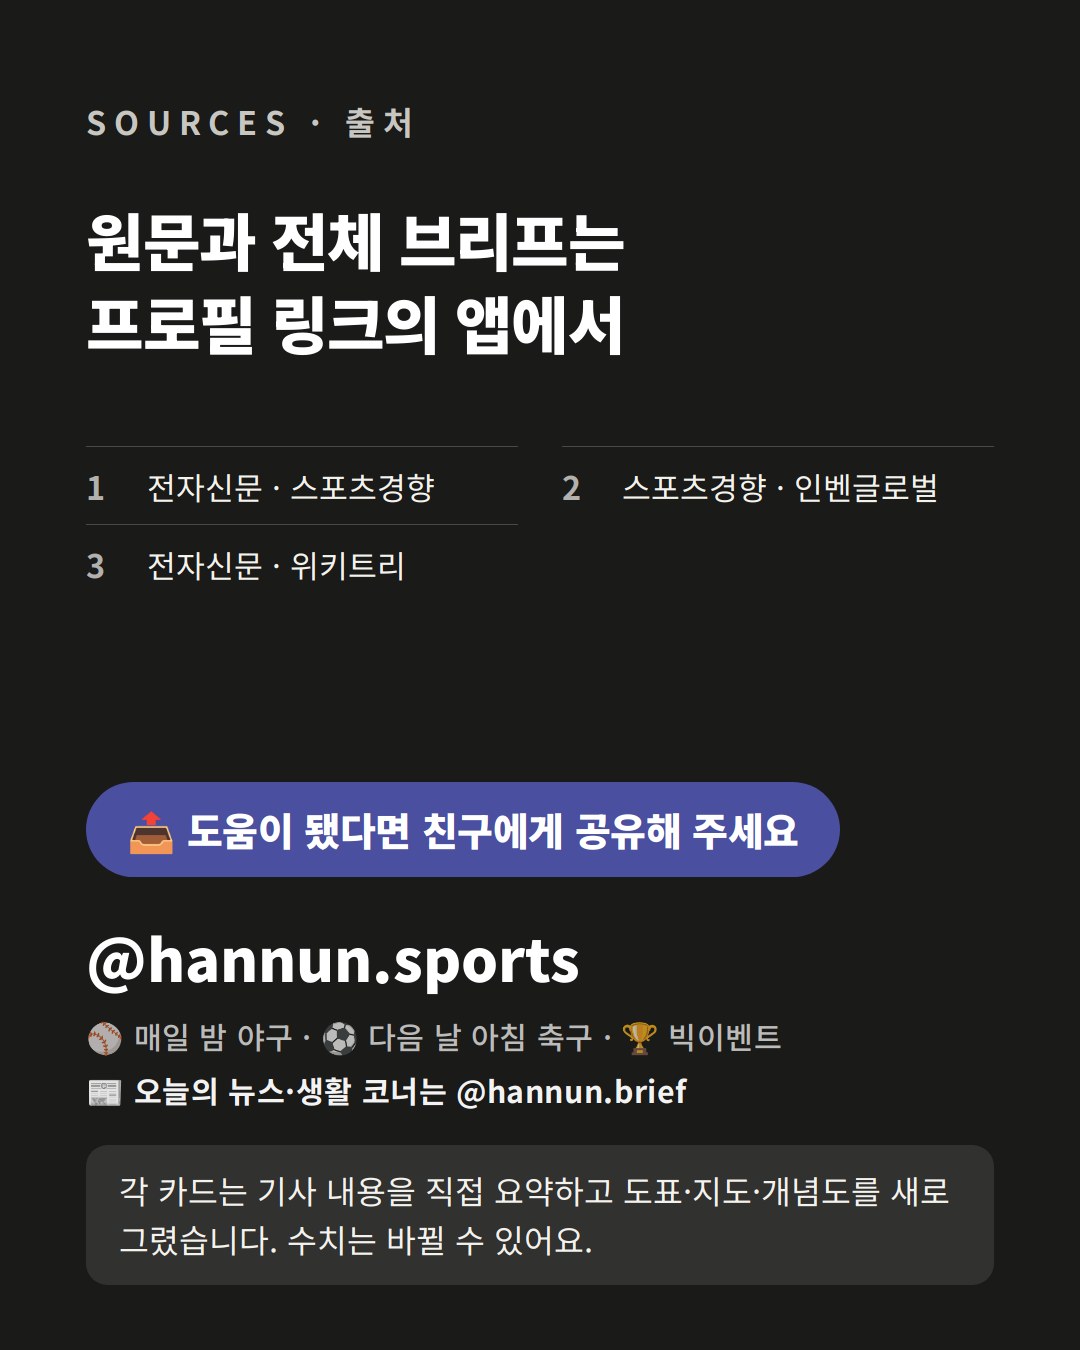 SOURCES · 출처
원문과 전체 브리프는
프로필 링크의 앱에서
1 전자신문 · 스포츠경향
2 스포츠경향 · 인벤글로벌
3 전자신문 · 위키트리
📤 도움이 됐다면 친구에게 공유해 주세요
@hannun.sports
⚾ 매일 밤 야구 · ⚽ 다음 날 아침 축구 · 🏆 빅이벤트
📰 오늘의 뉴스·생활 코너는 @hannun.brief
각 카드는 기사 내용을 직접 요약하고 도표·지도·개념도를 새로
그렸습니다. 수치는 바뀔 수 있어요.